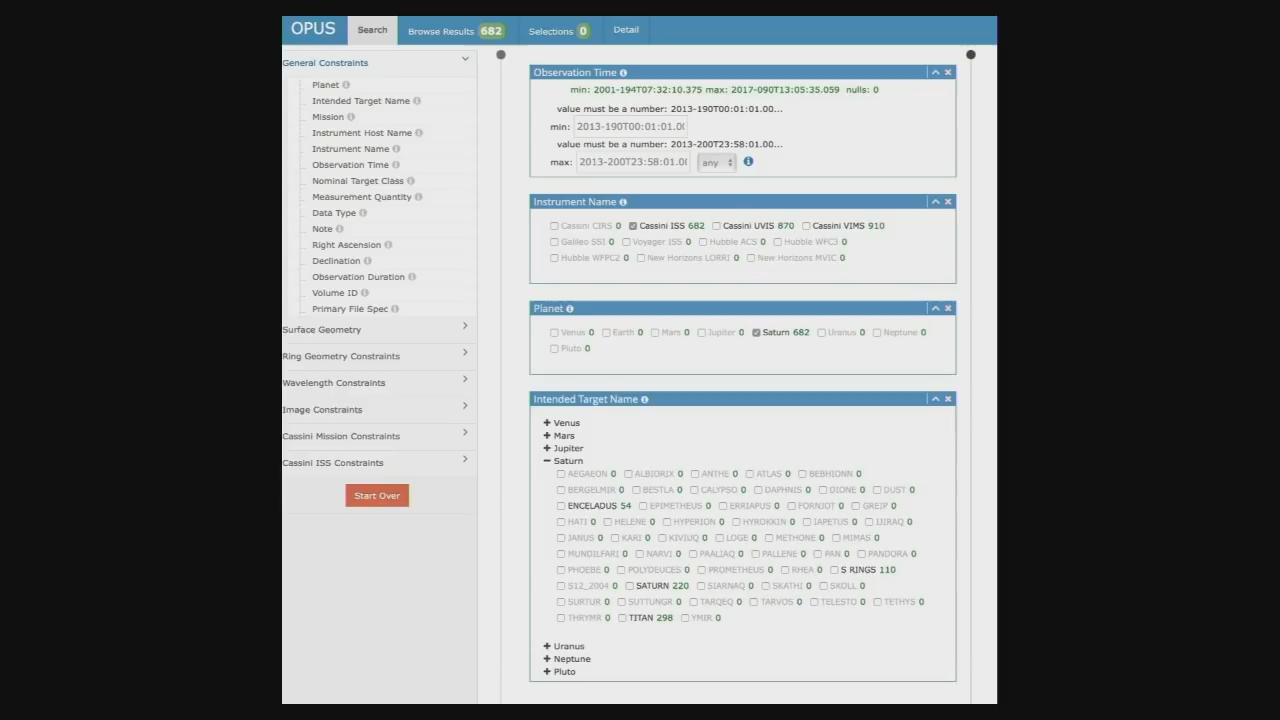 OPUS Search Browse Results 682 Selections 0 Detail
General Constraints
Planet
Intended Target Name
Mission
Instrument Host Name
Instrument Name
Observation Time
Nominal Target Class
Measurement Quantity
Data Type
Note
Right Ascension
Declination
Observation Duration
Volume ID
Primary File Spec
Surface Geometry
Ring Geometry Constraints
Wavelength Constraints
Image Constraints
Cassini Mission Constraints
Cassini ISS Constraints
Start Over
Observation Time
min: 2001-194T07:32:10.375 max: 2017-090T13:05:35.059 nulls: 0
value must be a number: 2013-190T00:01:01.00...
min: 2013-190T00:01:01.0(
value must be a number: 2013-200T23:58:01.00...
max: 2013-200T23:58:01.0( any
Instrument Name
Cassini CIRS 0 Cassini ISS 682 Cassini UVIS 870 Cassini VIMS 910
Galileo SSI 0 Voyager ISS 0 Hubble ACS 0 Hubble WFC3 0
Hubble WFPC2 0 New Horizons LORRI 0 New Horizons MVIC 0
Planet
Venus 0 Earth 0 Mars 0 Jupiter 0 Saturn 682 Uranus 0 Neptune 0
Pluto 0
Intended Target Name
+ Venus
+ Mars
+ Jupiter
− Saturn
AEGAEON 0 ALBIORIX 0 ANTHE 0 ATLAS 0 BEBHIONN 0
BERGELMIR 0 BESTLA 0 CALYPSO 0 DAPHNIS 0 DIONE 0 DUST 0
ENCELADUS 54 EPIMETHEUS 0 ERRIAPUS 0 FORNJOT 0 GREIP 0
HATI 0 HELENE 0 HYPERION 0 HYROKKIN 0 IAPETUS 0 IJIRAQ 0
JANUS 0 KARI 0 KIVIUQ 0 LOGE 0 METHONE 0 MIMAS 0
MUNDILFARI 0 NARVI 0 PAALIAQ 0 PALLENE 0 PAN 0 PANDORA 0
PHOEBE 0 POLYDEUCES 0 PROMETHEUS 0 RHEA 0 S RINGS 110
S12_2004 0 SATURN 220 SIARNAQ 0 SKATHI 0 SKOLL 0
SURTUR 0 SUTTUNGR 0 TARQEQ 0 TARVOS 0 TELESTO 0 TETHYS 0
THRYMR 0 TITAN 298 YMIR 0
+ Uranus
+ Neptune
+ Pluto